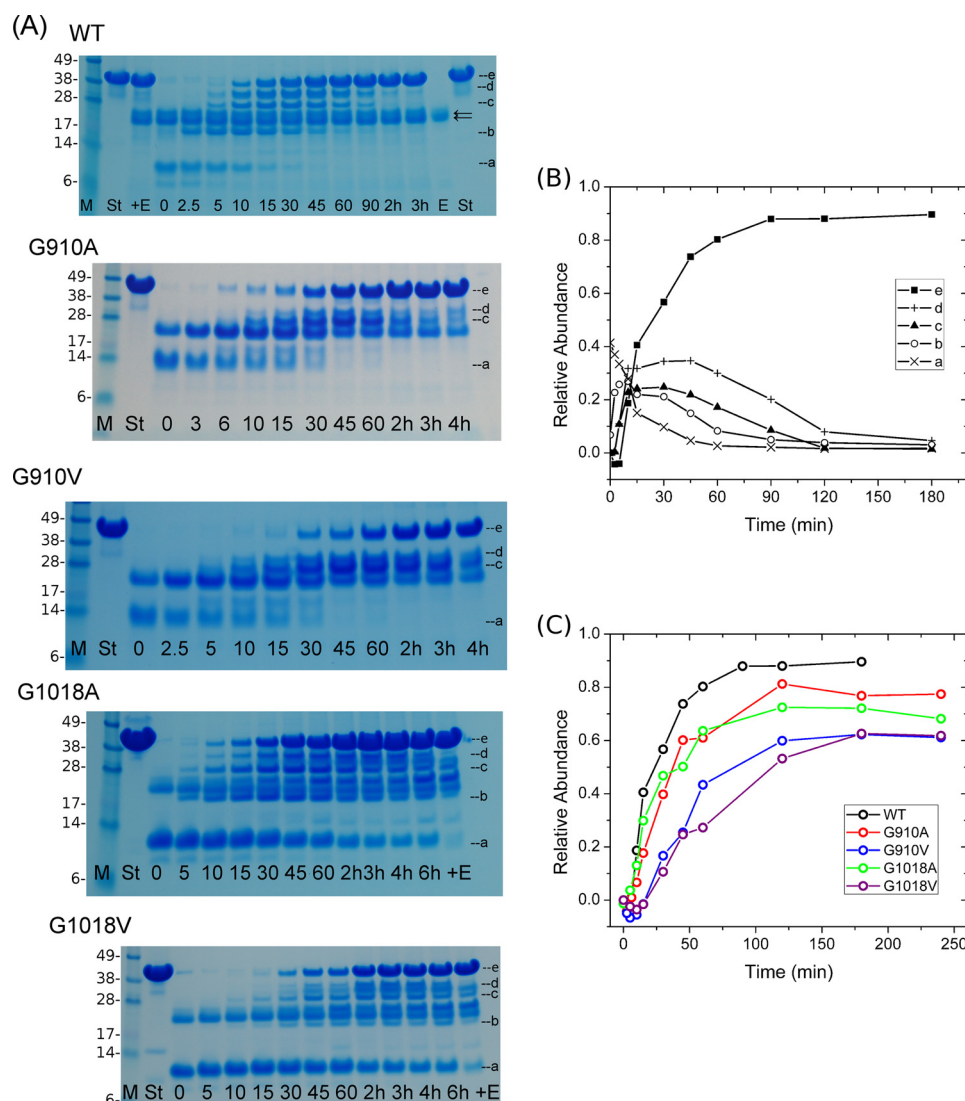 (A)
WT
49-
38-
28-
17-
14-
6-
--e
--d
--c
--b
--a
M St +E 0 2.5 5 10 15 30 45 60 90 2h 3h E St
G910A
49-
38-
28-
17-
14-
6-
--e
--d
--c
--a
M St 0 3 6 10 15 30 45 60 2h 3h 4h
G910V
49-
38-
28-
17-
14-
6-
--e
--d
--c
--a
M St 0 2.5 5 10 15 30 45 60 2h 3h 4h
G1018A
49-
38-
28-
14-
6-
--e
--d
--c
--b
--a
M St 0 5 10 15 30 45 60 2h3h 4h 6h +E
G1018V
49-
38-
28-
17-
14-
6-
--e
--d
--c
--b
--a
M St 0 5 10 15 30 45 60 2h 3h 4h 6h +E
(B)
1.0
0.8
0.6
0.4
0.2
0.0
Relative Abundance
e
d
c
b
a
0 30 60 90 120 150 180
Time (min)
(C)
1.0
0.8
0.6
0.4
0.2
0.0
Relative Abundance
WT
G910A
G910V
G1018A
G1018V
0 50 100 150 200 250
Time (min)